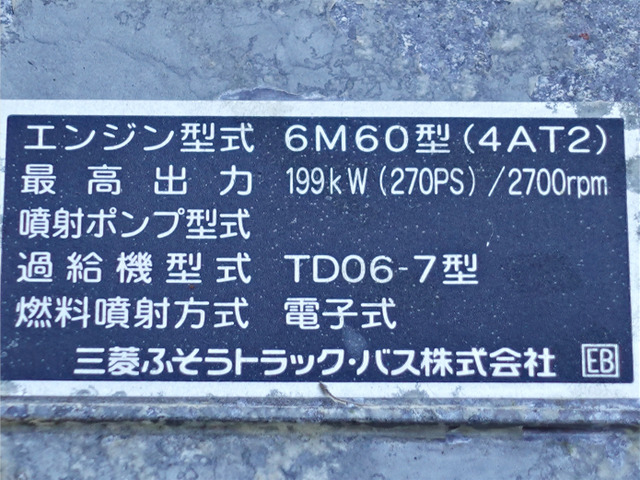 エンジン型式 6M60型(4AT2)
最高出力 199kW(270PS)/2700rpm
噴射ポンプ型式
過給機型式 TD06-7型
燃料噴射方式 電子式
三菱ふそうトラック・バス株式会社 EB